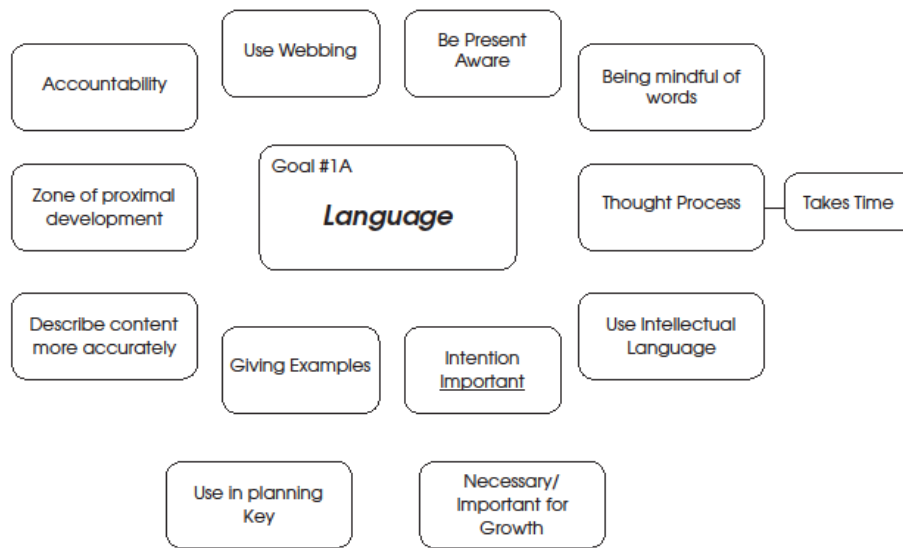 Use Webbing
Be Present
Aware
Accountability
Being mindful of
words
Goal #1A
Language
Zone of proximal
development
Thought Process
Takes Time
Describe content
more accurately
Giving Examples
Intention
Important
Use Intellectual
Language
Use in planning
Key
Necessary/
Important for
Growth